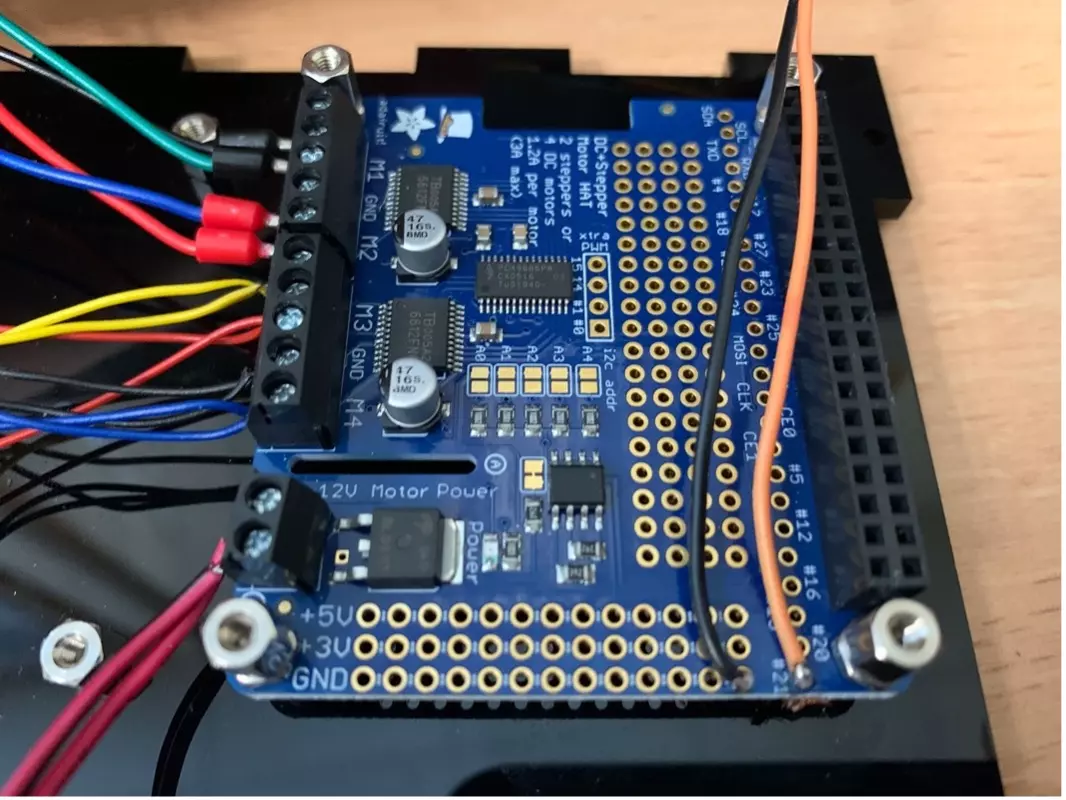 adafruit
M1
GND
M2
M3
GND
M4
DC+Stepper
Motor HAT
2 steppers or
4 DC motors
1.2A per motor
(3A max)
47
16S.
47
16S.
xtra
PWM
15 14 #1 #0
A0 A1 A2 A3 A4
i2c addr
SDA
SCL
TXD
#4
#18
#27
#23
#25
MOSI
CLK
CE0
CE1
#5
#12
#16
#20
#21
A
12V Motor Power
Power
+5V
+3V
GND